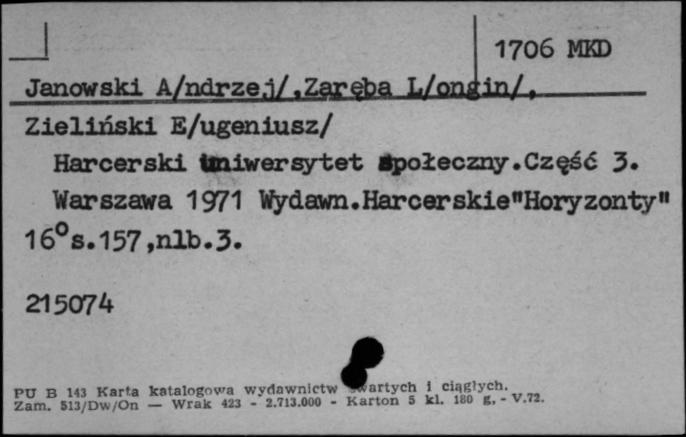 1706 MKD
Janowski A/ndrzej/,Zaręba L/ongin/,
Zieliński E/ugeniusz/
Harcerski uniwersytet społeczny.Część 3.
Warszawa 1971 Wydawn.Harcerskie"Horyzonty"
16⁰s.157,nlb.3.
215074
PU B 143 Karta katalogowa wydawnictw zwartych i ciągłych.
Zam. 513/Dw/On — Wrak 423 - 2.713.000 - Karton 5 kl. 180 g, - V.72.